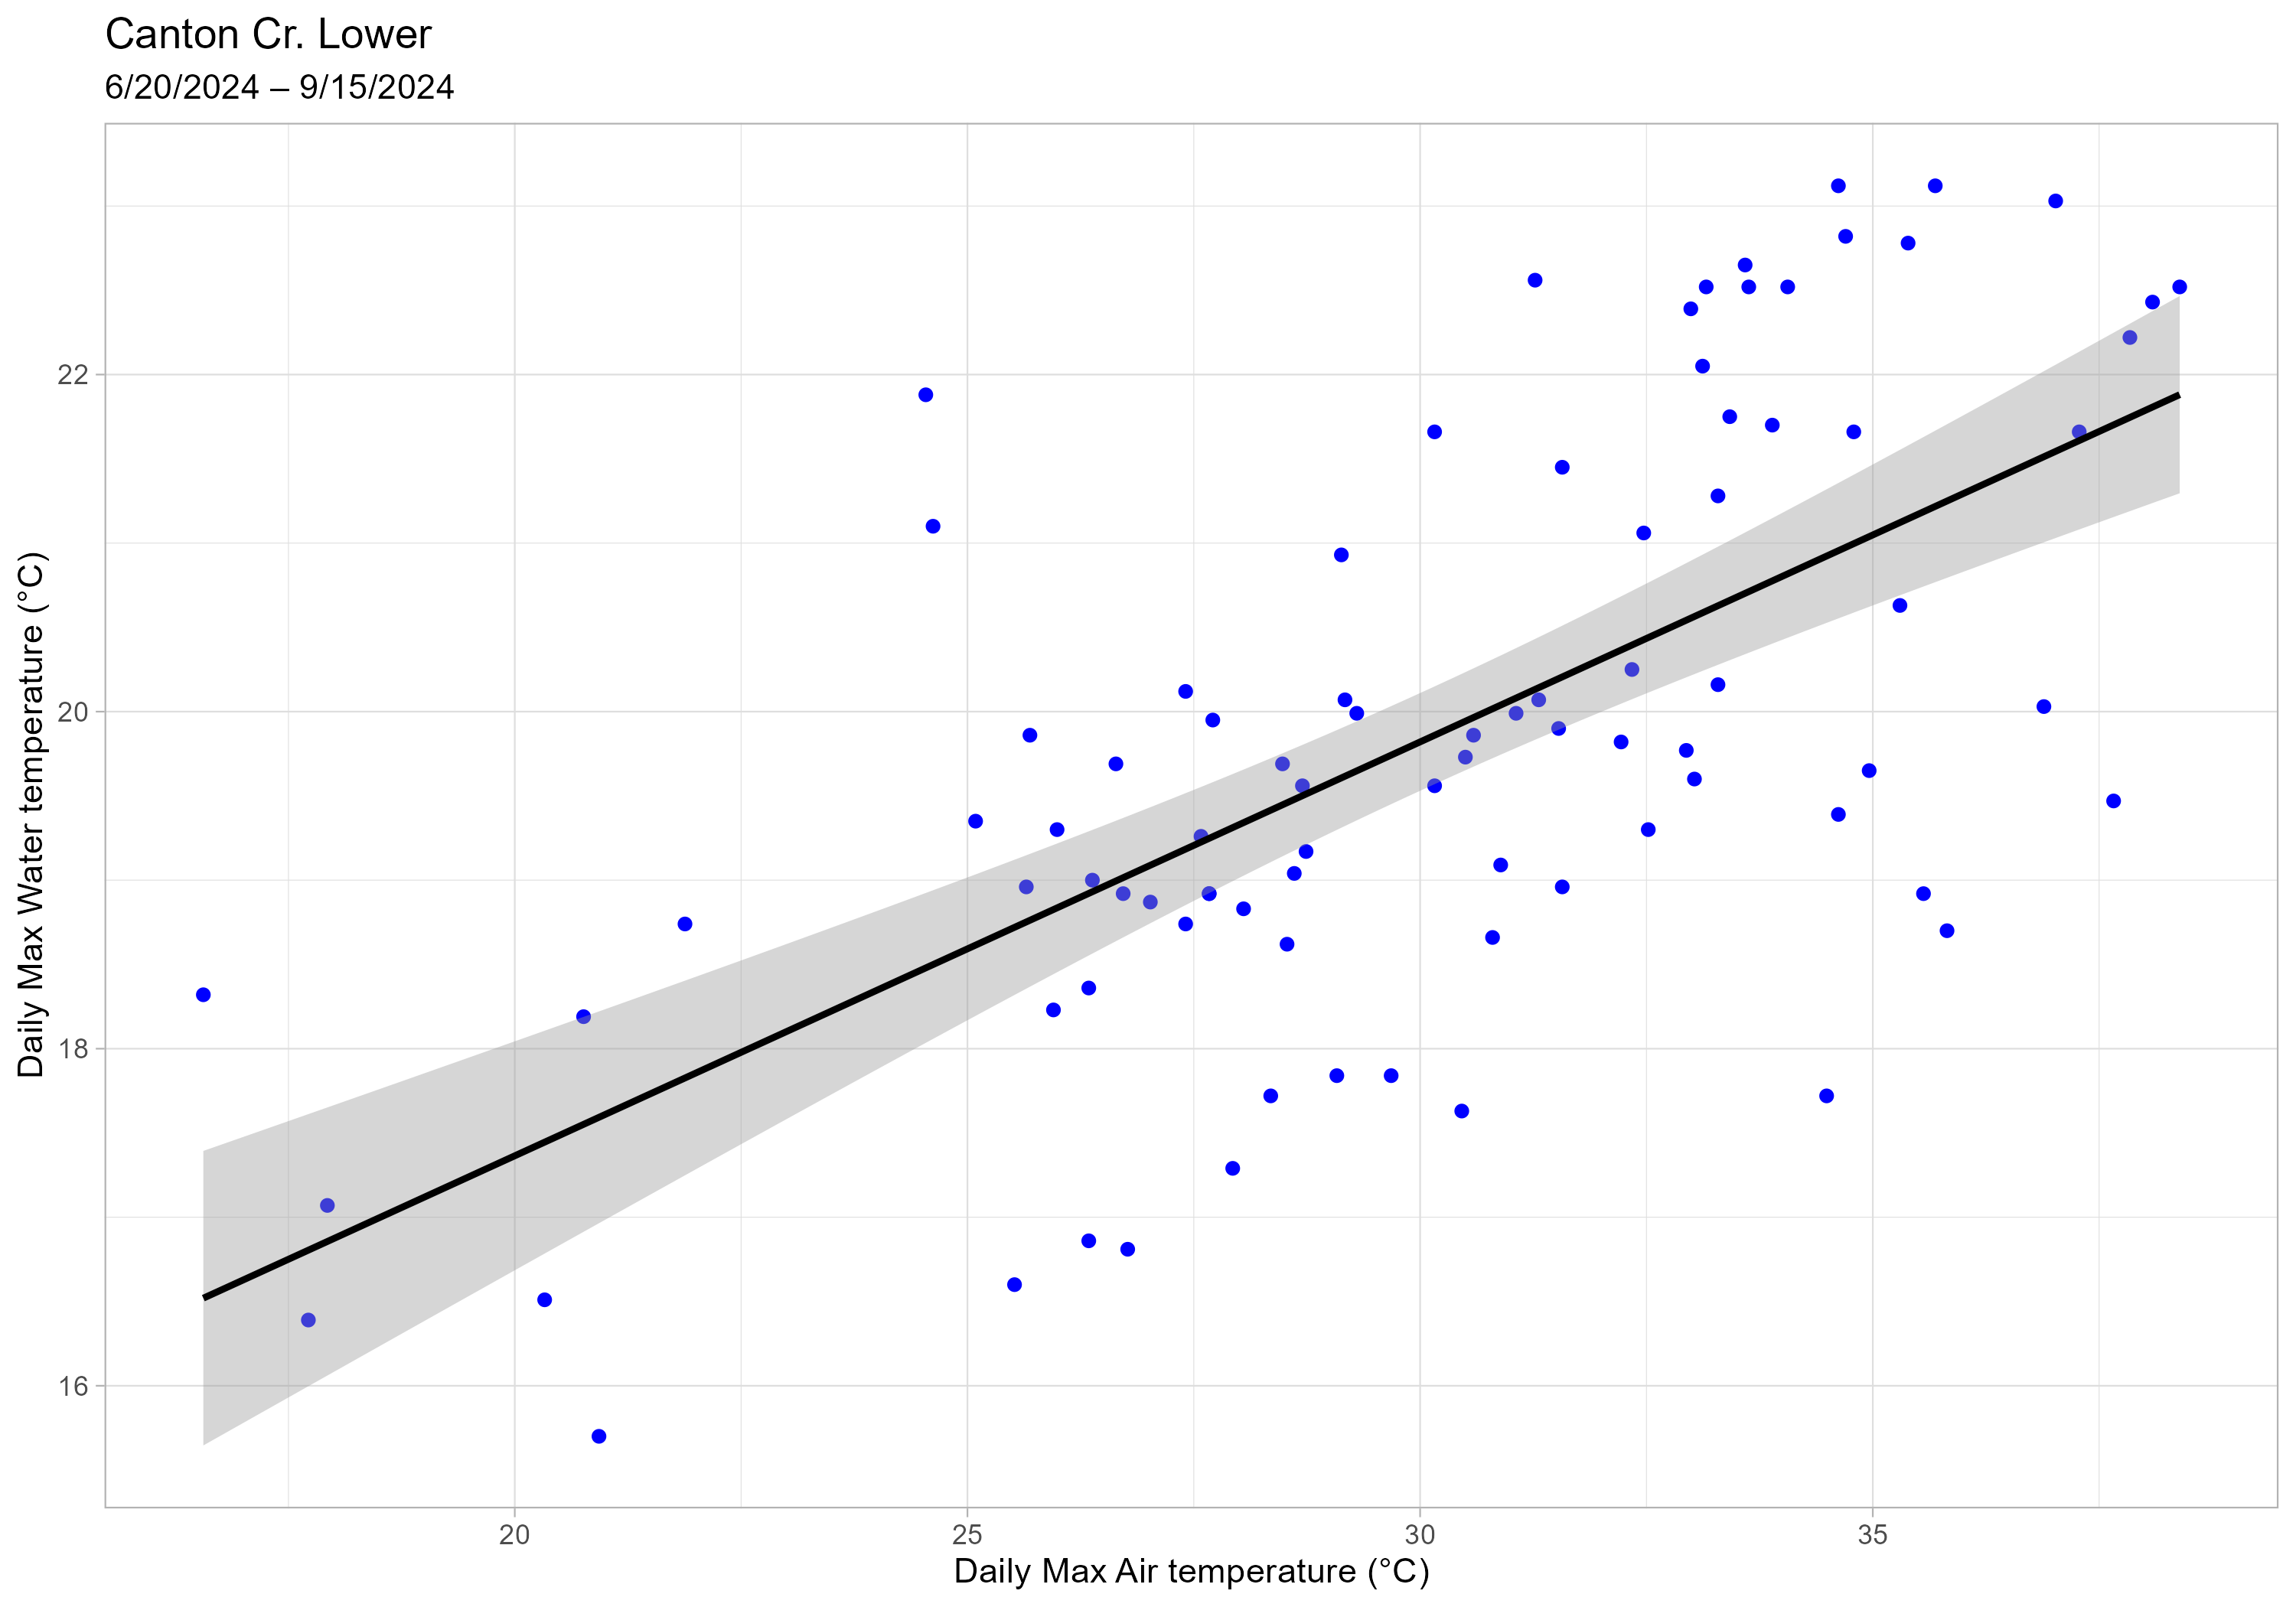 Canton Cr. Lower
6/20/2024 – 9/15/2024
Daily Max Water temperature (°C)
22
20
18
16
20 25 30 35
Daily Max Air temperature (°C)